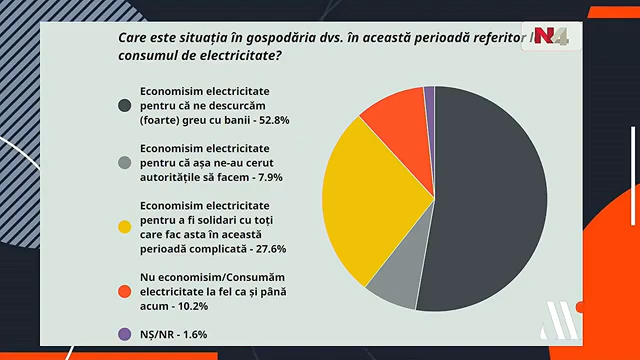 Care este situația în gospodăria dvs. în această perioadă referitor l
consumul de electricitate?
N4
Economisim electricitate
pentru că ne descurcăm
(foarte) greu cu banii - 52.8%
Economisim electricitate
pentru că așa ne-au cerut
autoritățile să facem - 7.9%
Economisim electricitate
pentru a fi solidari cu toți
care fac asta în această
perioadă complicată - 27.6%
Nu economisim/Consumăm
electricitate la fel ca și până
acum - 10.2%
NȘ/NR - 1.6%